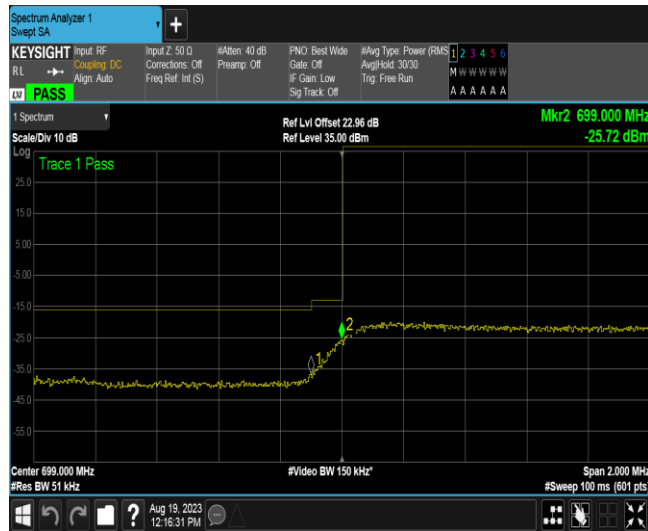 Spectrum Analyzer 1
Swept SA
+
KEYSIGHT
RL
LXI PASS
Input: RF
Coupling: DC
Align: Auto
Input Z: 50 Ω
Corrections: Off
Freq Ref: Int (S)
#Atten: 40 dB
Preamp: Off
PNO: Best Wide
Gate: Off
IF Gain: Low
Sig Track: Off
#Avg Type: Power (RMS
Avg|Hold: 30/30
Trig: Free Run
1 2 3 4 5 6
M W W W W W
A A A A A A
1 Spectrum
Scale/Div 10 dB
Log
Ref Lvl Offset 22.96 dB
Ref Level 35.00 dBm
Mkr2 699.000 MHz
-25.72 dBm
Trace 1 Pass
25.0
15.0
5.00
-5.00
-15.0
-25.0
-35.0
-45.0
-55.0
1
2
Center 699.000 MHz
#Res BW 51 kHz
#Video BW 150 kHz*
Span 2.000 MHz
#Sweep 100 ms (601 pts)
?
Aug 19, 2023
12:16:31 PM